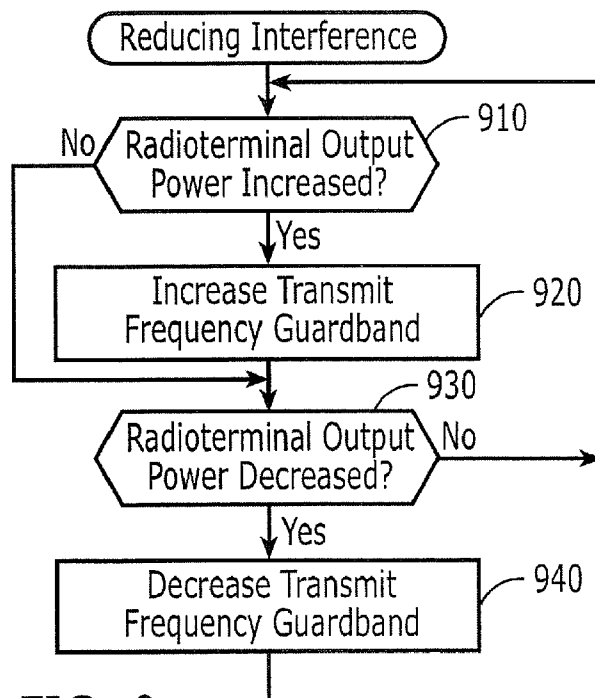 Reducing Interference
910
No
Radioterminal Output
Power Increased?
Yes
Increase Transmit
Frequency Guardband
920
930
Radioterminal Output
Power Decreased?
No
Yes
Decrease Transmit
Frequency Guardband
940